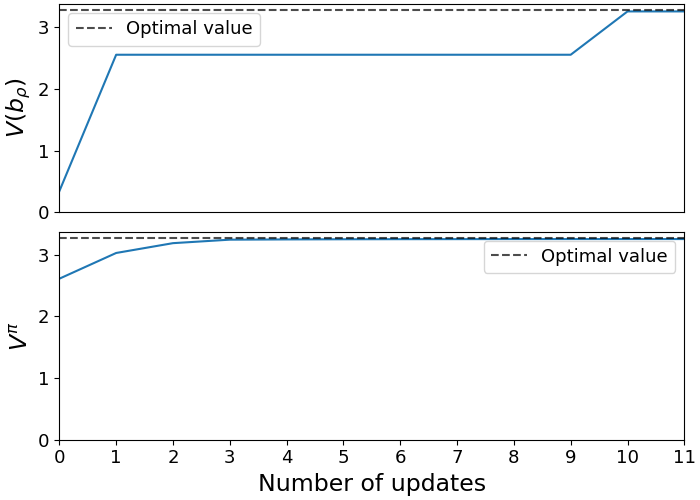 3
Optimal value
2
V(b_ρ)
1
0
3
Optimal value
2
V^π
1
0
0 1 2 3 4 5 6 7 8 9 10 11
Number of updates